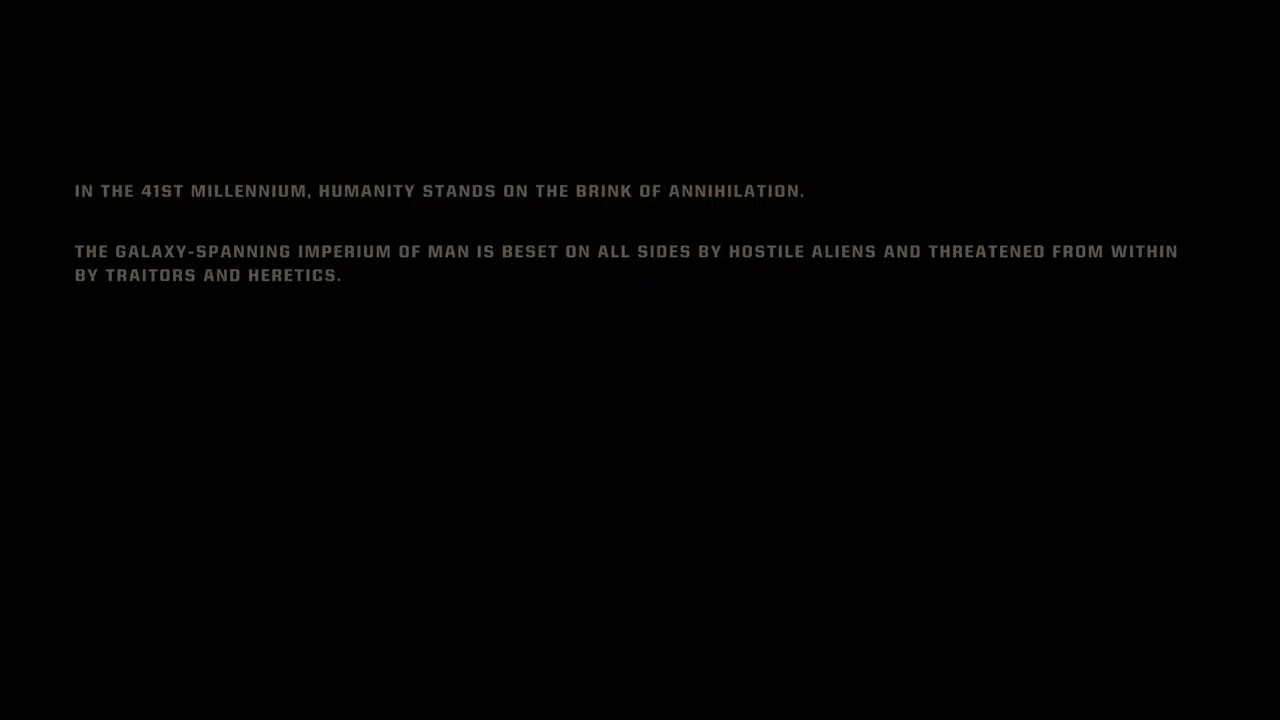 IN THE 41ST MILLENNIUM, HUMANITY STANDS ON THE BRINK OF ANNIHILATION.
THE GALAXY-SPANNING IMPERIUM OF MAN IS BESET ON ALL SIDES BY HOSTILE ALIENS AND THREATENED FROM WITHIN
BY TRAITORS AND HERETICS.